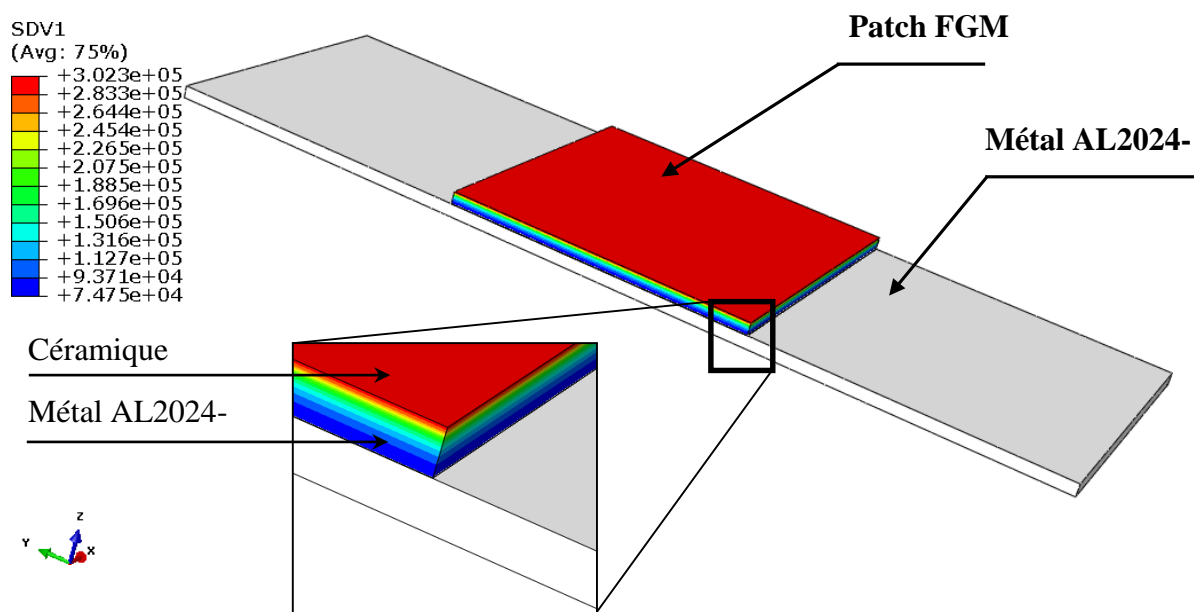 SDV1
(Avg: 75%)
+3.023e+05
+2.833e+05
+2.644e+05
+2.454e+05
+2.265e+05
+2.075e+05
+1.885e+05
+1.696e+05
+1.506e+05
+1.316e+05
+1.127e+05
+9.371e+04
+7.475e+04
Patch FGM
Métal AL2024-
Céramique
Métal AL2024-
Z
Y
X